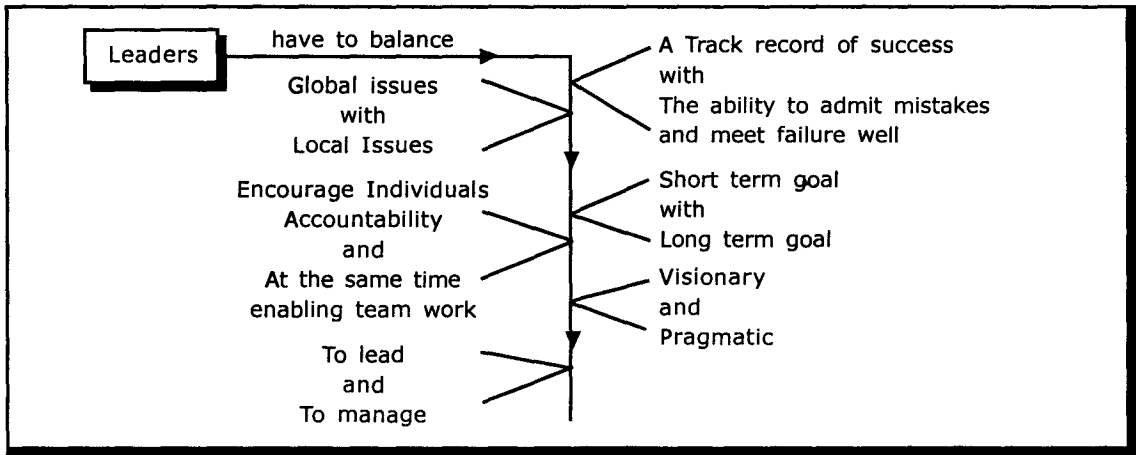 Leaders
have to balance
Global issues
with
Local Issues
Encourage Individuals
Accountability
and
At the same time
enabling team work
To lead
and
To manage
A Track record of success
with
The ability to admit mistakes
and meet failure well
Short term goal
with
Long term goal
Visionary
and
Pragmatic